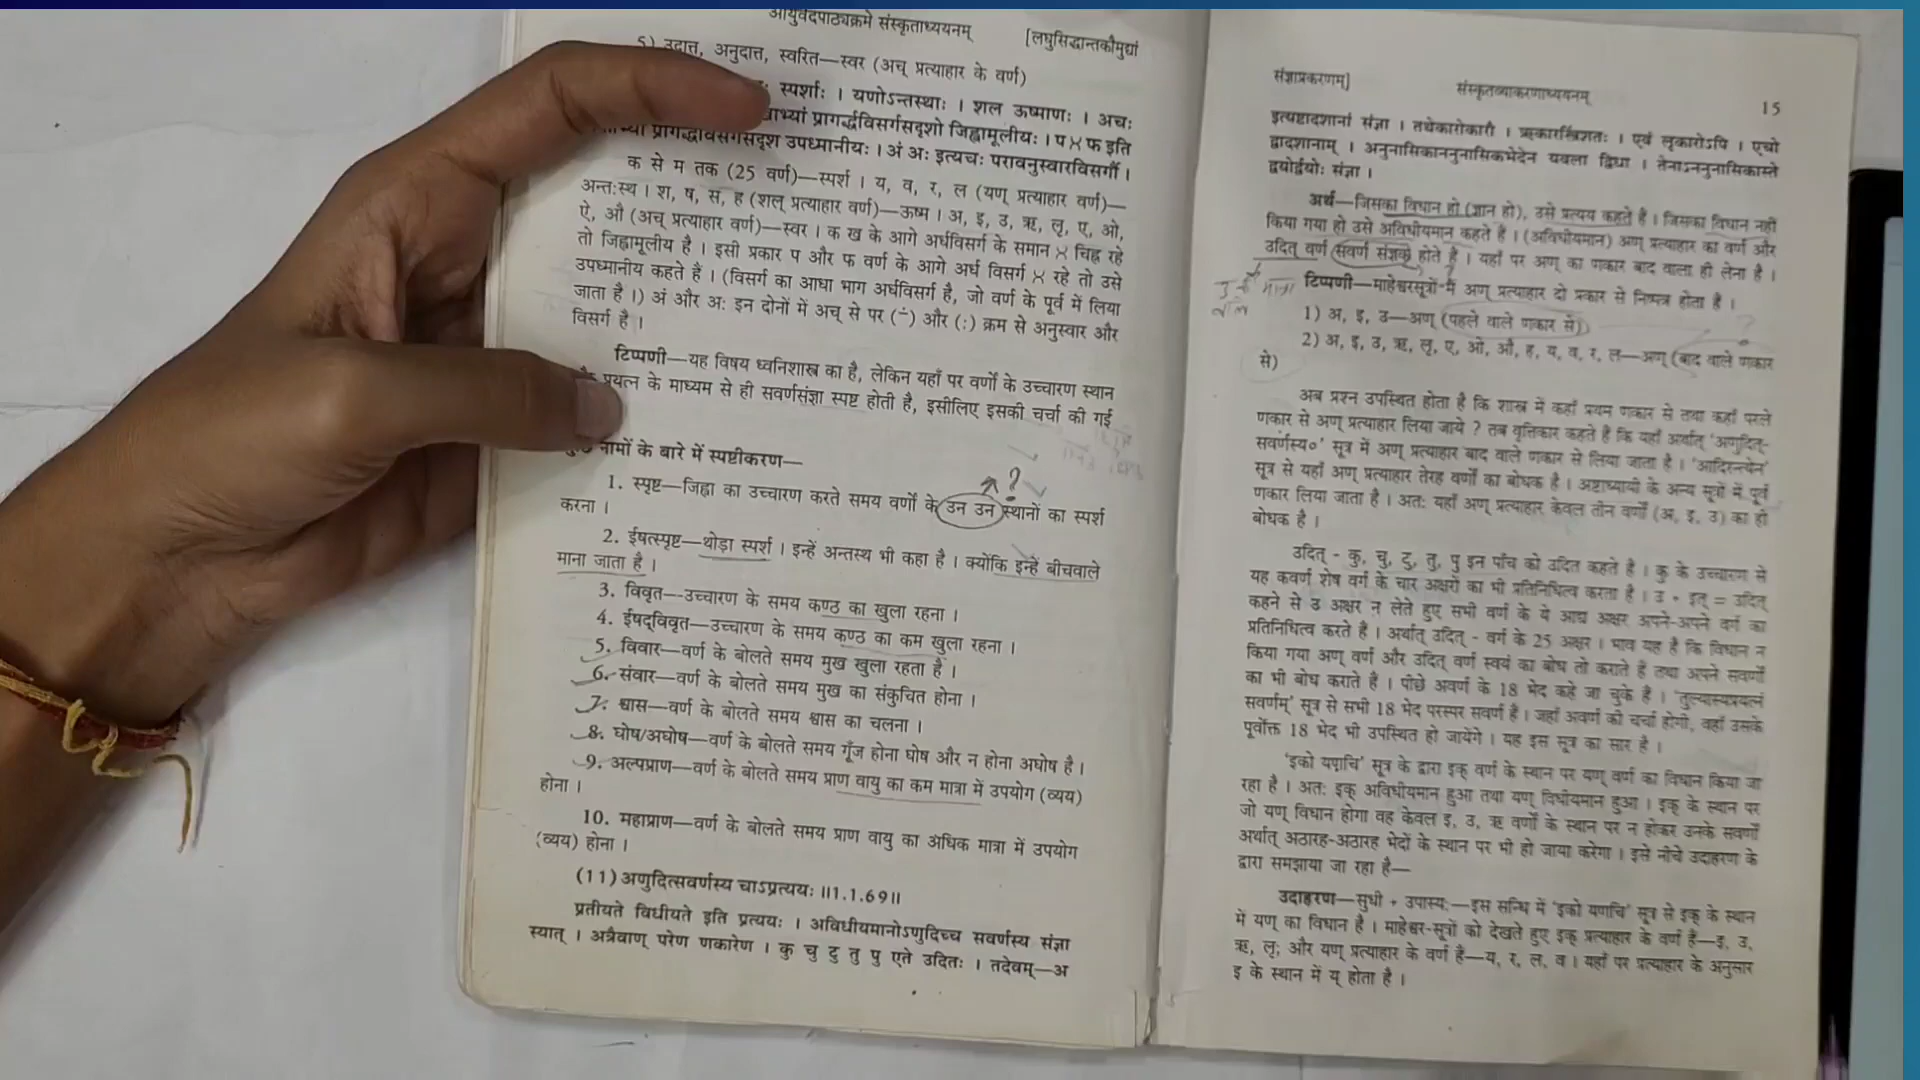 आयुर्वेदपाठ्यक्रमे संस्कृताध्ययनम् [लघुसिद्धान्तकौमुद्यां
5) उदात्त, अनुदात्त, स्वरित—स्वर (अच् प्रत्याहार के वर्ण)
स्पर्शाः । यणोऽन्तस्थाः । शल ऊष्माणः । अचः
प्रागर्द्धविसर्गसदृशो जिह्वामूलीयः । प ᳵ फ इति
प्रागर्द्धविसर्गसदृश उपध्मानीयः । अं अः इत्यचः परावनुस्वारविसर्गौ ।
क से म तक (25 वर्ण)—स्पर्श । य, व, र, ल (यण् प्रत्याहार वर्ण)—
अन्तःस्थ । श, ष, स, ह (शल् प्रत्याहार वर्ण)—ऊष्म । अ, इ, उ, ऋ, लृ, ए, ओ,
ऐ, औ (अच् प्रत्याहार वर्ण)—स्वर । क ख के आगे अर्धविसर्ग के समान ᳵ चिह्न रहे
तो जिह्वामूलीय है । इसी प्रकार प और फ वर्ण के आगे अर्ध विसर्ग ᳵ रहे तो उसे
उपध्मानीय कहते हैं । (विसर्ग का आधा भाग अर्धविसर्ग है, जो वर्ण के पूर्व में लिया
जाता है ।) अं और अः इन दोनों में अच् से पर (∸) और (:) क्रम से अनुस्वार और
विसर्ग है ।
टिप्पणी—यह विषय ध्वनिशास्त्र का है, लेकिन यहाँ पर वर्णों के उच्चारण स्थान
प्रयत्न के माध्यम से ही सवर्णसंज्ञा स्पष्ट होती है, इसीलिए इसकी चर्चा की गई
नामों के बारे में स्पष्टीकरण—
?
1. स्पृष्ट—जिह्वा का उच्चारण करते समय वर्णों के उन उन स्थानों का स्पर्श
करना ।
2. ईषत्स्पृष्ट—थोड़ा स्पर्श । इन्हें अन्तस्थ भी कहा है । क्योंकि इन्हें बीचवाले
माना जाता है ।
3. विवृत—-उच्चारण के समय कण्ठ का खुला रहना ।
4. ईषद्विवृत—उच्चारण के समय कण्ठ का कम खुला रहना ।
5. विवार—वर्ण के बोलते समय मुख खुला रहता है ।
6. संवार—वर्ण के बोलते समय मुख का संकुचित होना ।
7. श्वास—वर्ण के बोलते समय श्वास का चलना ।
8. घोष/अघोष—वर्ण के बोलते समय गूँज होना घोष और न होना अघोष है ।
9. अल्पप्राण—वर्ण के बोलते समय प्राण वायु का कम मात्रा में उपयोग (व्यय)
होना ।
10. महाप्राण—वर्ण के बोलते समय प्राण वायु का अधिक मात्रा में उपयोग
(व्यय) होना ।
(11) अणुदित्सवर्णस्य चाऽप्रत्ययः ॥1.1.69॥
प्रतीयते विधीयते इति प्रत्ययः । अविधीयमानोऽणुदिच्च सवर्णस्य संज्ञा
स्यात् । अत्रैवाण् परेण णकारेण । कु चु टु तु पु एते उदितः । तदेवम्—अ
संज्ञाप्रकरणम्] संस्कृतव्याकरणाध्ययनम् 15
इत्यष्टादशानां संज्ञा । तथेकारोकारौ । ऋकारस्त्रिंशतः । एवं लृकारोऽपि । एचो
द्वादशानाम् । अनुनासिकाननुनासिकभेदेन यवला द्विधा । तेनाऽननुनासिकास्ते
द्वयोर्द्वयोः संज्ञा ।
अर्थ—जिसका विधान हो (ज्ञान हो), उसे प्रत्यय कहते हैं । जिसका विधान नहीं
किया गया हो उसे अविधीयमान कहते हैं । (अविधीयमान) अण् प्रत्याहार का वर्ण और
उदित् वर्ण (सवर्ण संज्ञक) होते हैं । यहाँ पर अण् का णकार बाद वाला ही लेना है ।
टिप्पणी—माहेश्वरसूत्रों में अण् प्रत्याहार दो प्रकार से निष्पन्न होता है ।
1) अ, इ, उ—अण् (पहले वाले णकार से)
2) अ, इ, उ, ऋ, लृ, ए, ओ, औ, ह, य, व, र, ल—अण् (बाद वाले णकार
से)
अब प्रश्न उपस्थित होता है कि शास्त्र में कहाँ प्रथम णकार से तथा कहाँ परले
णकार से अण् प्रत्याहार लिया जाये ? तब वृत्तिकार कहते हैं कि यहाँ अर्थात् 'अणुदित्-
सवर्णस्य०' सूत्र में अण् प्रत्याहार बाद वाले णकार से लिया जाता है । 'आदिरन्त्येन'
सूत्र से यहाँ अण् प्रत्याहार तेरह वर्णों का बोधक है । अष्टाध्यायी के अन्य सूत्रों में पूर्व
णकार लिया जाता है । अतः यहाँ अण् प्रत्याहार केवल तीन वर्णों (अ, इ, उ) का ही
बोधक है ।
उदित् - कु, चु, टु, तु, पु इन पाँच को उदित कहते हैं । कु के उच्चारण से
यह कवर्ण शेष वर्ग के चार अक्षरों का भी प्रतिनिधित्व करता है । उ + इत् = उदित्
कहने से उ अक्षर न लेते हुए सभी वर्ण के ये आद्य अक्षर अपने-अपने वर्ग का
प्रतिनिधित्व करते हैं । अर्थात् उदित् - वर्ग के 25 अक्षर । भाव यह है कि विधान न
किया गया अण् वर्ण और उदित् वर्ण स्वयं का बोध तो कराते हैं तथा अपने सवर्णों
का भी बोध कराते हैं । पीछे अवर्ण के 18 भेद कहे जा चुके हैं । 'तुल्यास्यप्रयत्नं
सवर्णम्' सूत्र से सभी 18 भेद परस्पर सवर्ण हैं । जहाँ अवर्ण की चर्चा होगी, वहाँ उसके
पूर्वोक्त 18 भेद भी उपस्थित हो जायेंगे । यह इस सूत्र का सार है ।
'इको यणचि' सूत्र के द्वारा इक् वर्ण के स्थान पर यण् वर्ण का विधान किया जा
रहा है । अतः इक् अविधीयमान हुआ तथा यण् विधीयमान हुआ । इक् के स्थान पर
जो यण् विधान होगा वह केवल इ, उ, ऋ वर्णों के स्थान पर न होकर उनके सवर्णों
अर्थात् अठारह-अठारह भेदों के स्थान पर भी हो जाया करेगा । इसे नीचे उदाहरण के
द्वारा समझाया जा रहा है—
उदाहरण—सुधी + उपास्यः—इस सन्धि में 'इको यणचि' सूत्र से इक् के स्थान
में यण् का विधान है । माहेश्वर-सूत्रों को देखते हुए इक् प्रत्याहार के वर्ण हैं—इ, उ,
ऋ, लृ; और यण् प्रत्याहार के वर्ण हैं—य, र, ल, व । यहाँ पर प्रत्याहार के अनुसार
इ के स्थान में य् होता है ।